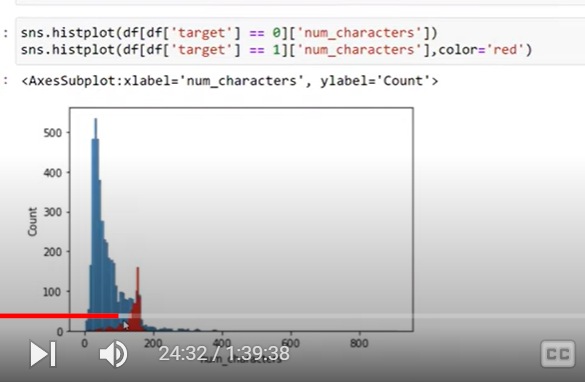 : sns.histplot(df[df['target'] == 0]['num_characters'])
sns.histplot(df[df['target'] == 1]['num_characters'],color='red')
: <AxesSubplot:xlabel='num_characters', ylabel='Count'>
500
400
300
200
100
0
Count
0
200
400
600
800
num_characters
24:32 / 1:39:38
CC